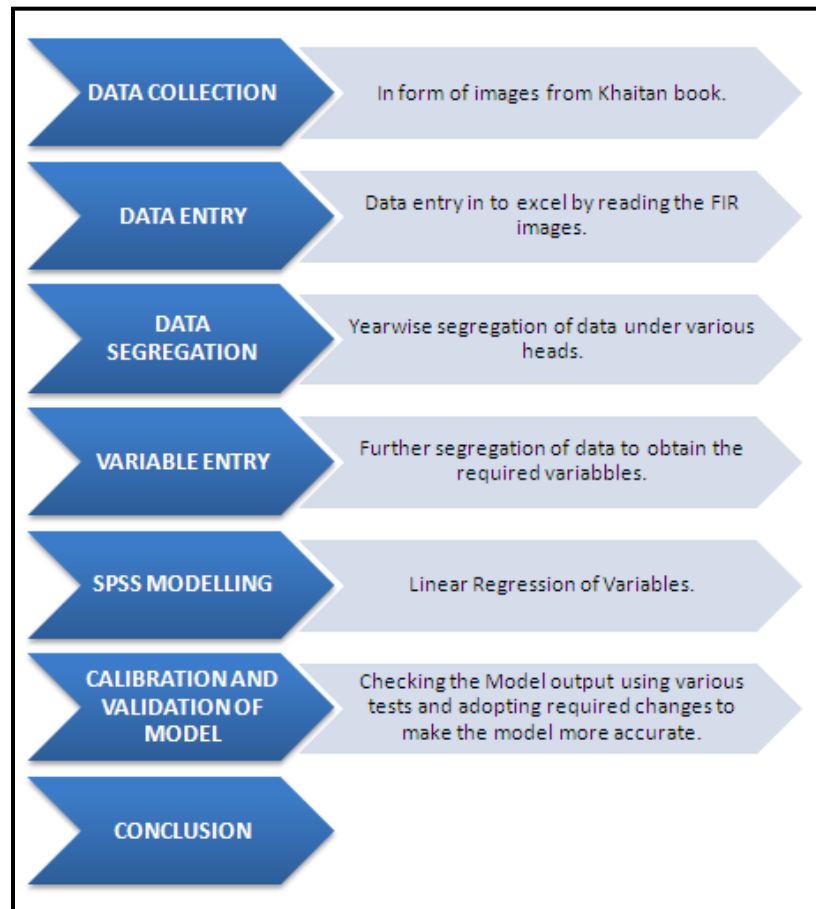 DATA COLLECTION
In form of images from Khaitan book.
DATA ENTRY
Data entry in to excel by reading the FIR
images.
DATA
SEGREGATION
Yearwise segregation of data under various
heads.
VARIABLE ENTRY
Further segregation of data to obtain the
required variabbles.
SPSS MODELLING
Linear Regression of Variables.
CALIBRATION AND
VALIDATION OF
MODEL
Checking the Model output using various
tests and adopting required changes to
make the model more accurate.
CONCLUSION